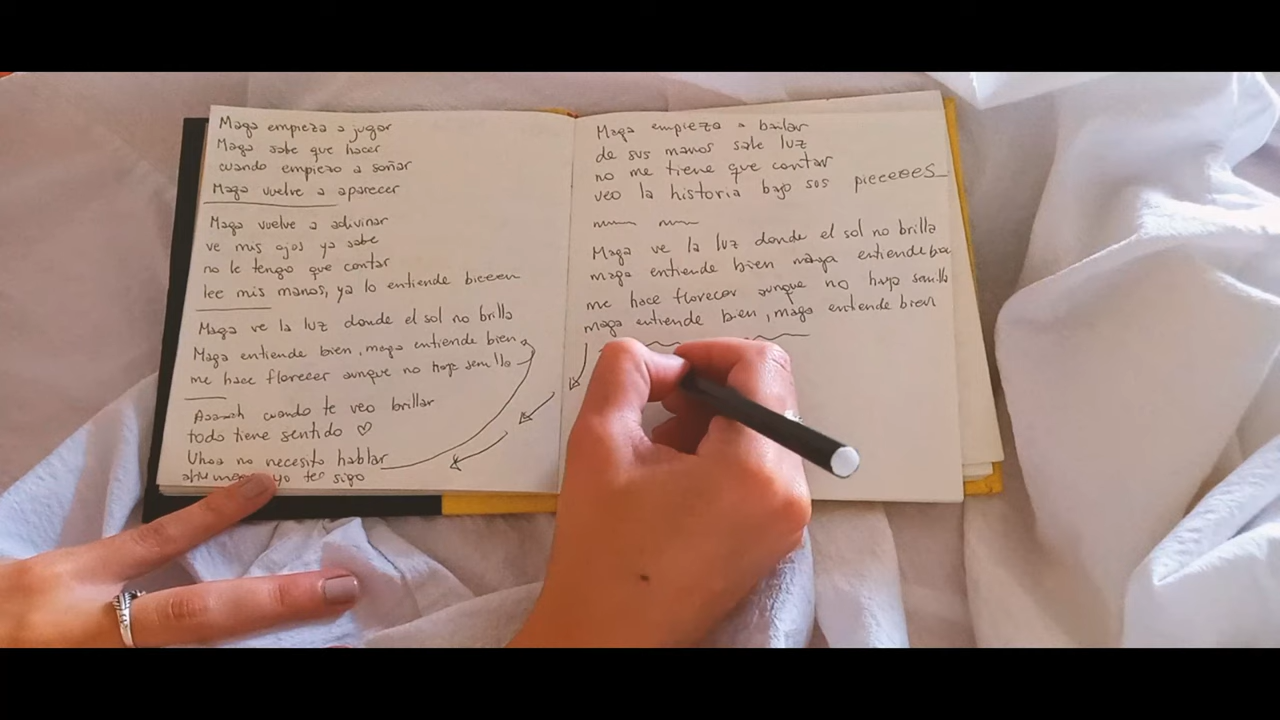 Maga empieza a jugar
Maga sabe que hacer
cuando empiezo a soñar
Maga vuelve a aparecer
Maga vuelve a adivinar
ve mis ojos ya sabe
no le tengo que contar
lee mis manos, ya lo entiende bieeen
Maga ve la luz donde el sol no brilla
Maga entiende bien, maga entiende bien
me hace florecer aunque no haya semilla
Aaaaah cuando te veo brillar
todo tiene sentido
Uhoa no necesito hablar
yo te sigo
Maga empieza a bailar
de sus manos sale luz
no me tiene que contar
veo la historia bajo sus pieeeees
Maga ve la luz donde el sol no brilla
maga entiende bien maga entiende
me hace florecer aunque no haya semilla
maga entiende bien, maga entiende bien